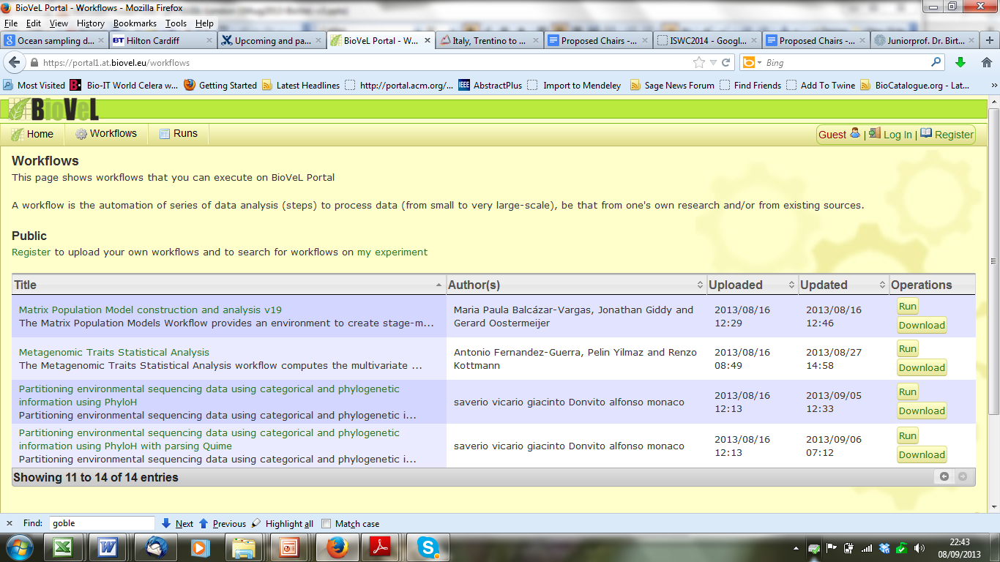 BioVeL Portal - Workflows - Mozilla Firefox
File Edit View History Bookmarks Tools Help
Ocean sampling d... Hilton Cardiff Upcoming and pa... BioVeL Portal - W... Italy, Trentino to ... Proposed Chairs -... ISWC2014 - Googl... Proposed Chairs -... Juniorprof. Dr. Birt...
https://portal1.at.biovel.eu/workflows Bing
Most Visited Bio-IT World Celera w... Getting Started Latest Headlines http://portal.acm.org/... IEEE AbstractPlus Import to Mendeley Sage News Forum Find Friends Add To Twine BioCatalogue.org - Lat... »
BioVeL
Home Workflows Runs Guest | Log In | Register
Workflows
This page shows workflows that you can execute on BioVeL Portal
A workflow is the automation of series of data analysis (steps) to process data (from small to very large-scale), be that from one's own research and/or from existing sources.
Public
Register to upload your own workflows and to search for workflows on my experiment
Title Author(s) Uploaded Updated Operations
Matrix Population Model construction and analysis v19
The Matrix Population Models Workflow provides an environment to create stage-m...
Maria Paula Balcázar-Vargas, Jonathan Giddy and
Gerard Oostermeijer
2013/08/16
12:29
2013/08/16
12:46
Run
Download
Metagenomic Traits Statistical Analysis
The Metagenomic Traits Statistical Analysis workflow computes the multivariate ...
Antonio Fernandez-Guerra, Pelin Yilmaz and Renzo
Kottmann
2013/08/16
08:49
2013/08/27
14:58
Run
Download
Partitioning environmental sequencing data using categorical and phylogenetic
information using PhyloH
Partitioning environmental sequencing data using categorical and phylogenetic i...
saverio vicario giacinto Donvito alfonso monaco
2013/08/16
12:13
2013/09/05
12:33
Run
Download
Partitioning environmental sequencing data using categorical and phylogenetic
information using PhyloH with parsing Quime
Partitioning environmental sequencing data using categorical and phylogenetic i...
saverio vicario giacinto Donvito alfonso monaco
2013/08/16
12:13
2013/09/06
07:12
Run
Download
Showing 11 to 14 of 14 entries
Find: goble Next Previous Highlight all Match case
22:43
08/09/2013